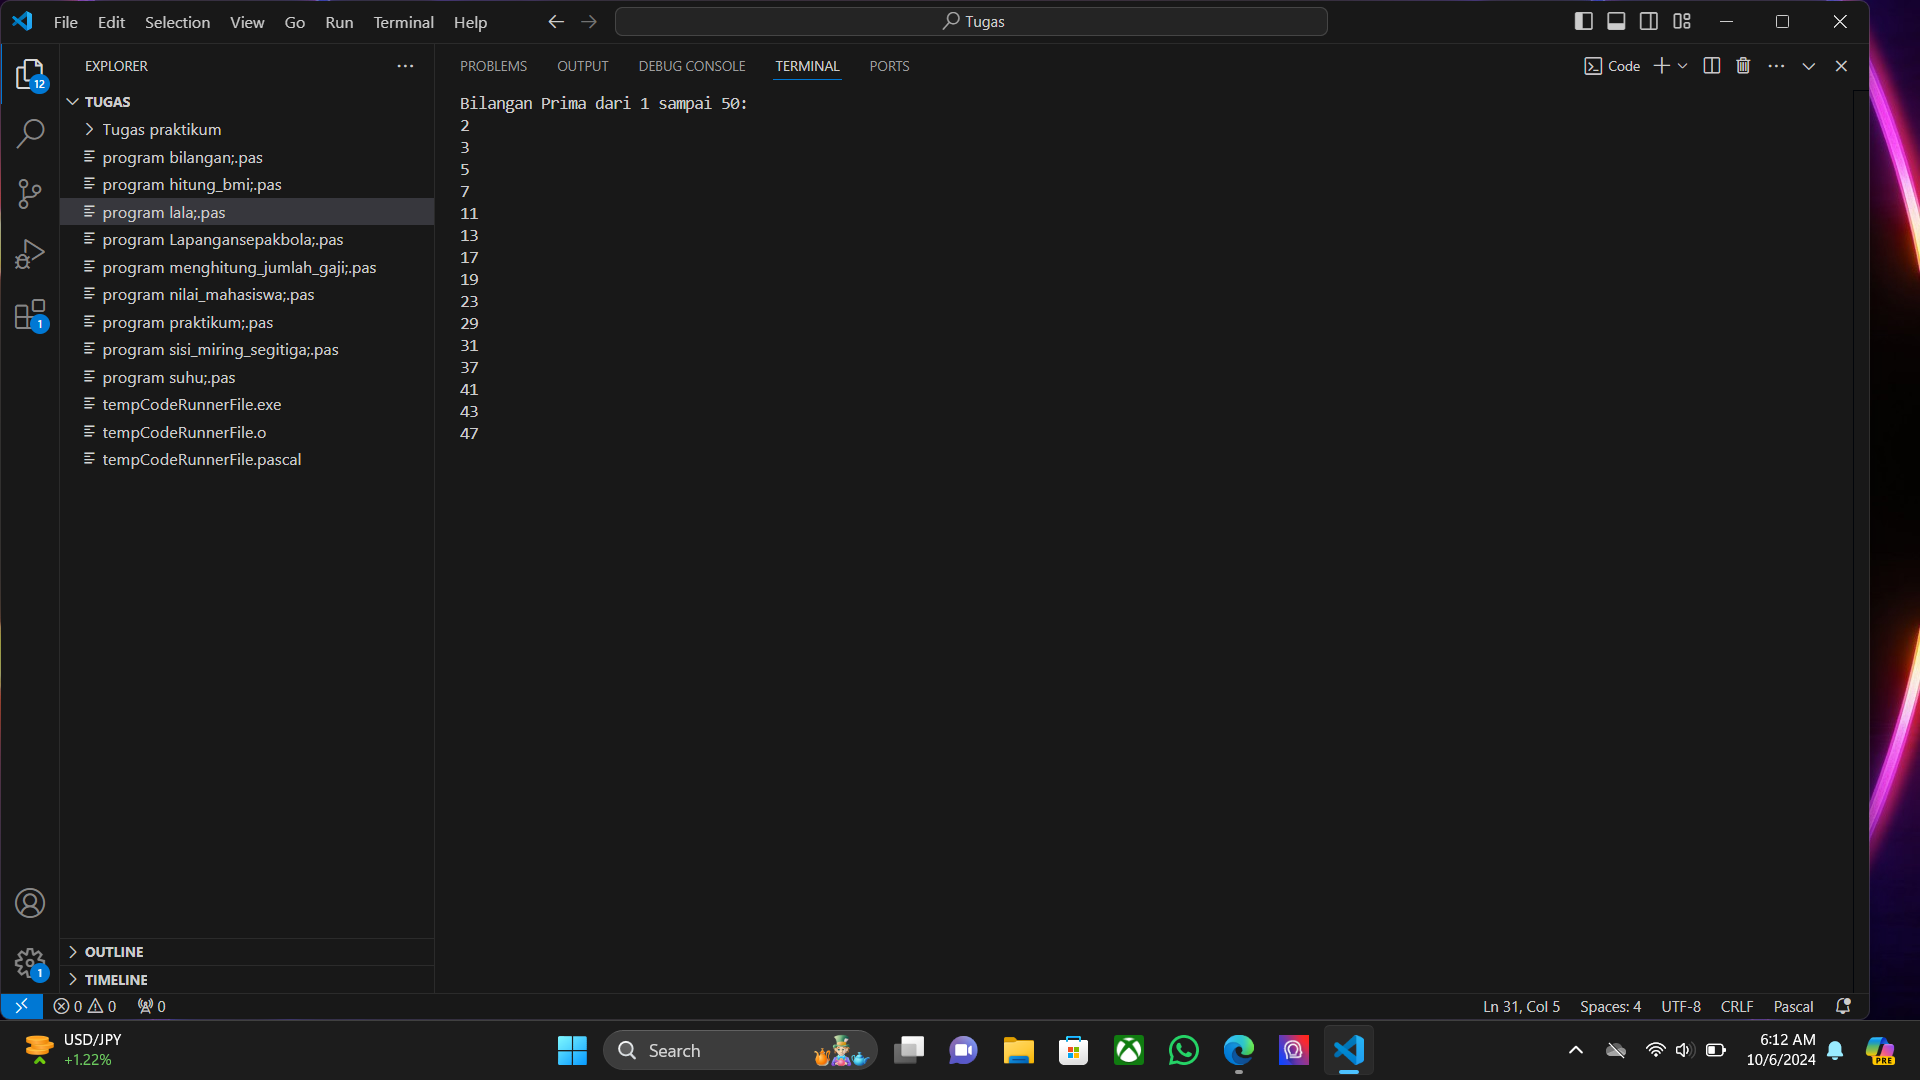 File Edit Selection View Go Run Terminal Help
Tugas
EXPLORER
PROBLEMS OUTPUT DEBUG CONSOLE TERMINAL PORTS
Code
12
TUGAS
Tugas praktikum
program bilangan;.pas
program hitung_bmi;.pas
program lala;.pas
program Lapangansepakbola;.pas
program menghitung_jumlah_gaji;.pas
program nilai_mahasiswa;.pas
program praktikum;.pas
program sisi_miring_segitiga;.pas
program suhu;.pas
tempCodeRunnerFile.exe
tempCodeRunnerFile.o
tempCodeRunnerFile.pascal
1
Bilangan Prima dari 1 sampai 50:
2
3
5
7
11
13
17
19
23
29
31
37
41
43
47
OUTLINE
TIMELINE
1
0 0 0
Ln 31, Col 5 Spaces: 4 UTF-8 CRLF Pascal
USD/JPY
+1.22%
Search
6:12 AM
10/6/2024
PRE